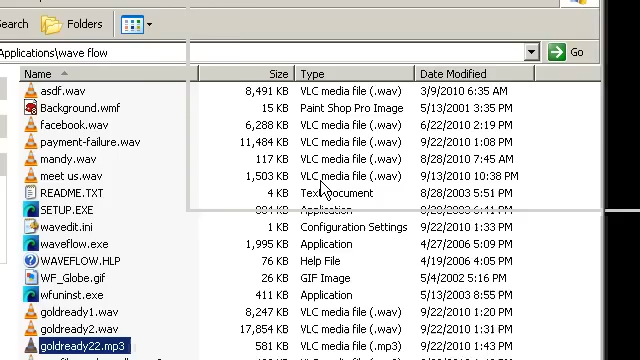 Search Folders
Applications\wave flow Go
Name Size Type Date Modified
asdf.wav 8,491 KB VLC media file (.wav) 3/9/2010 6:35 AM
Background.wmf 15 KB Paint Shop Pro Image 5/13/2001 3:35 PM
facebook.wav 6,288 KB VLC media file (.wav) 6/22/2010 2:19 PM
payment-failure.wav 11,484 KB VLC media file (.wav) 9/22/2010 1:08 PM
mandy.wav 117 KB VLC media file (.wav) 8/28/2010 7:45 AM
meet us.wav 1,503 KB VLC media file (.wav) 9/13/2010 10:38 PM
README.TXT 4 KB Text Document 8/28/2003 5:51 PM
SETUP.EXE 884 KB Application 8/28/2003 6:41 PM
wavedit.ini 1 KB Configuration Settings 9/22/2010 1:33 PM
waveflow.exe 1,995 KB Application 4/27/2006 5:09 PM
WAVEFLOW.HLP 76 KB Help File 4/19/2006 4:05 PM
WF_Globe.gif 26 KB GIF Image 5/4/2002 5:16 PM
wfuninst.exe 411 KB Application 5/13/2003 8:55 PM
goldready1.wav 8,247 KB VLC media file (.wav) 9/22/2010 1:20 PM
goldready2.wav 17,854 KB VLC media file (.wav) 9/22/2010 1:31 PM
goldready22.mp3 581 KB VLC media file (.mp3) 9/22/2010 1:33 PM